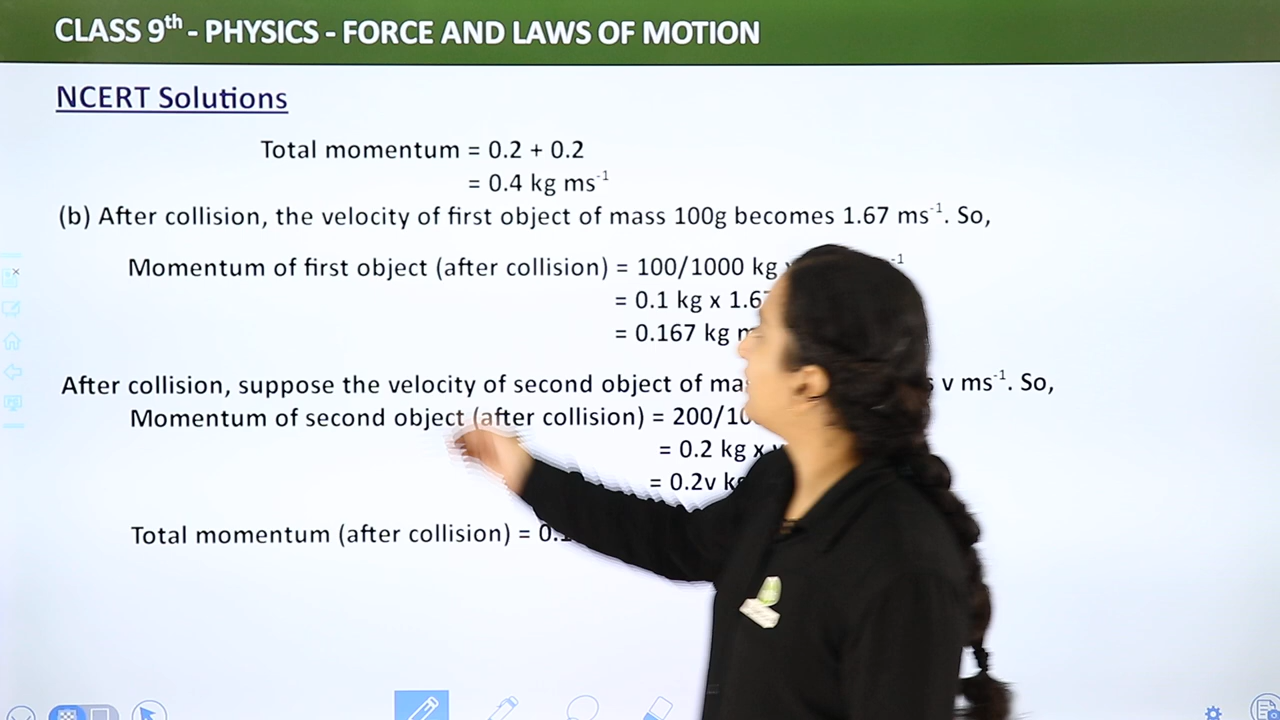 CLASS 9th - PHYSICS - FORCE AND LAWS OF MOTION
NCERT Solutions
Total momentum = 0.2 + 0.2
= 0.4 kg ms-1
(b) After collision, the velocity of first object of mass 100g becomes 1.67 ms-1. So,
Momentum of first object (after collision) = 100/1000 kg -1
= 0.1 kg x 1.6
= 0.167 kg
After collision, suppose the velocity of second object of v ms-1. So,
Momentum of second object (after collision) = 200/
= 0.2 kg x
= 0.2v
Total momentum (after collision) = 0.